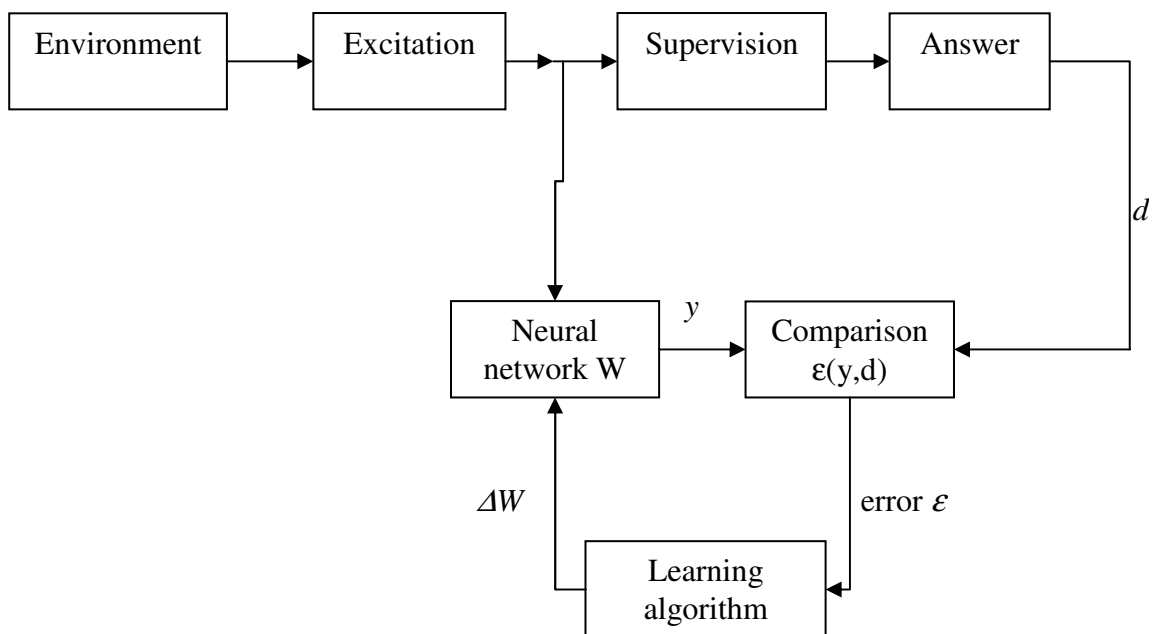 Environment
Excitation
Supervision
Answer
d
Neural
network W
y
Comparison
ε(y,d)
ΔW
error ε
Learning
algorithm